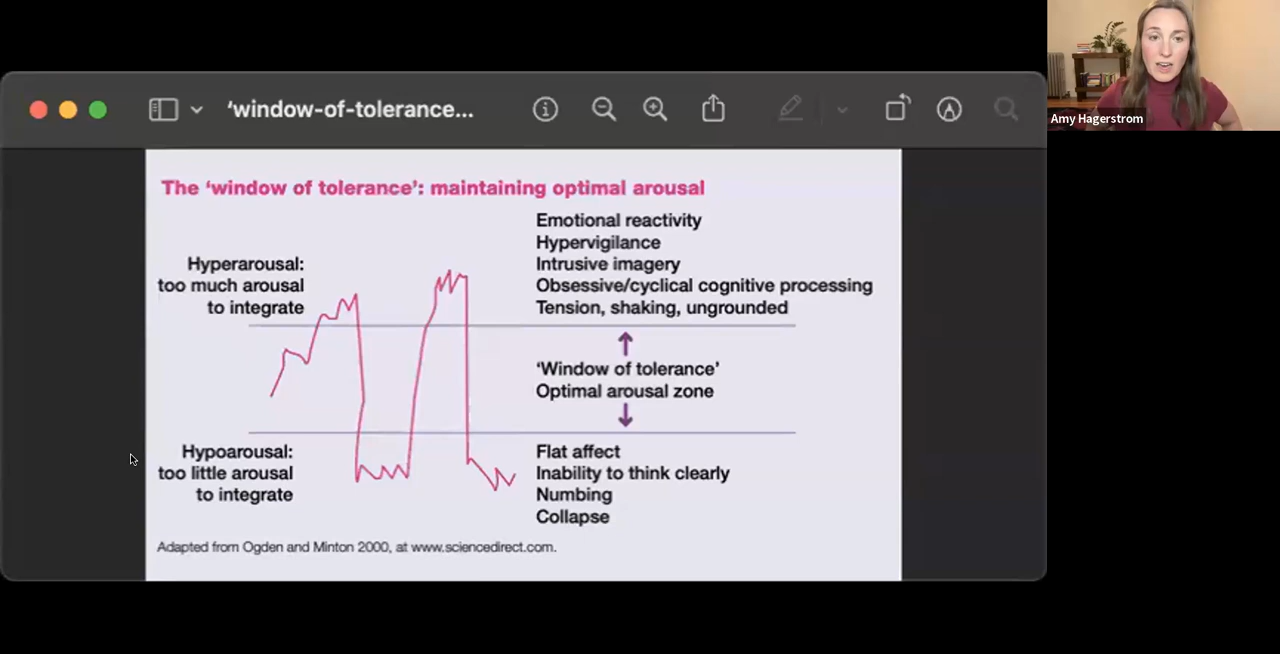 'window-of-tolerance...
Amy Hagerstrom
The 'window of tolerance': maintaining optimal arousal
Hyperarousal:
too much arousal
to integrate
Emotional reactivity
Hypervigilance
Intrusive imagery
Obsessive/cyclical cognitive processing
Tension, shaking, ungrounded
'Window of tolerance'
Optimal arousal zone
Hypoarousal:
too little arousal
to integrate
Flat affect
Inability to think clearly
Numbing
Collapse
Adapted from Ogden and Minton 2000, at www.sciencedirect.com.